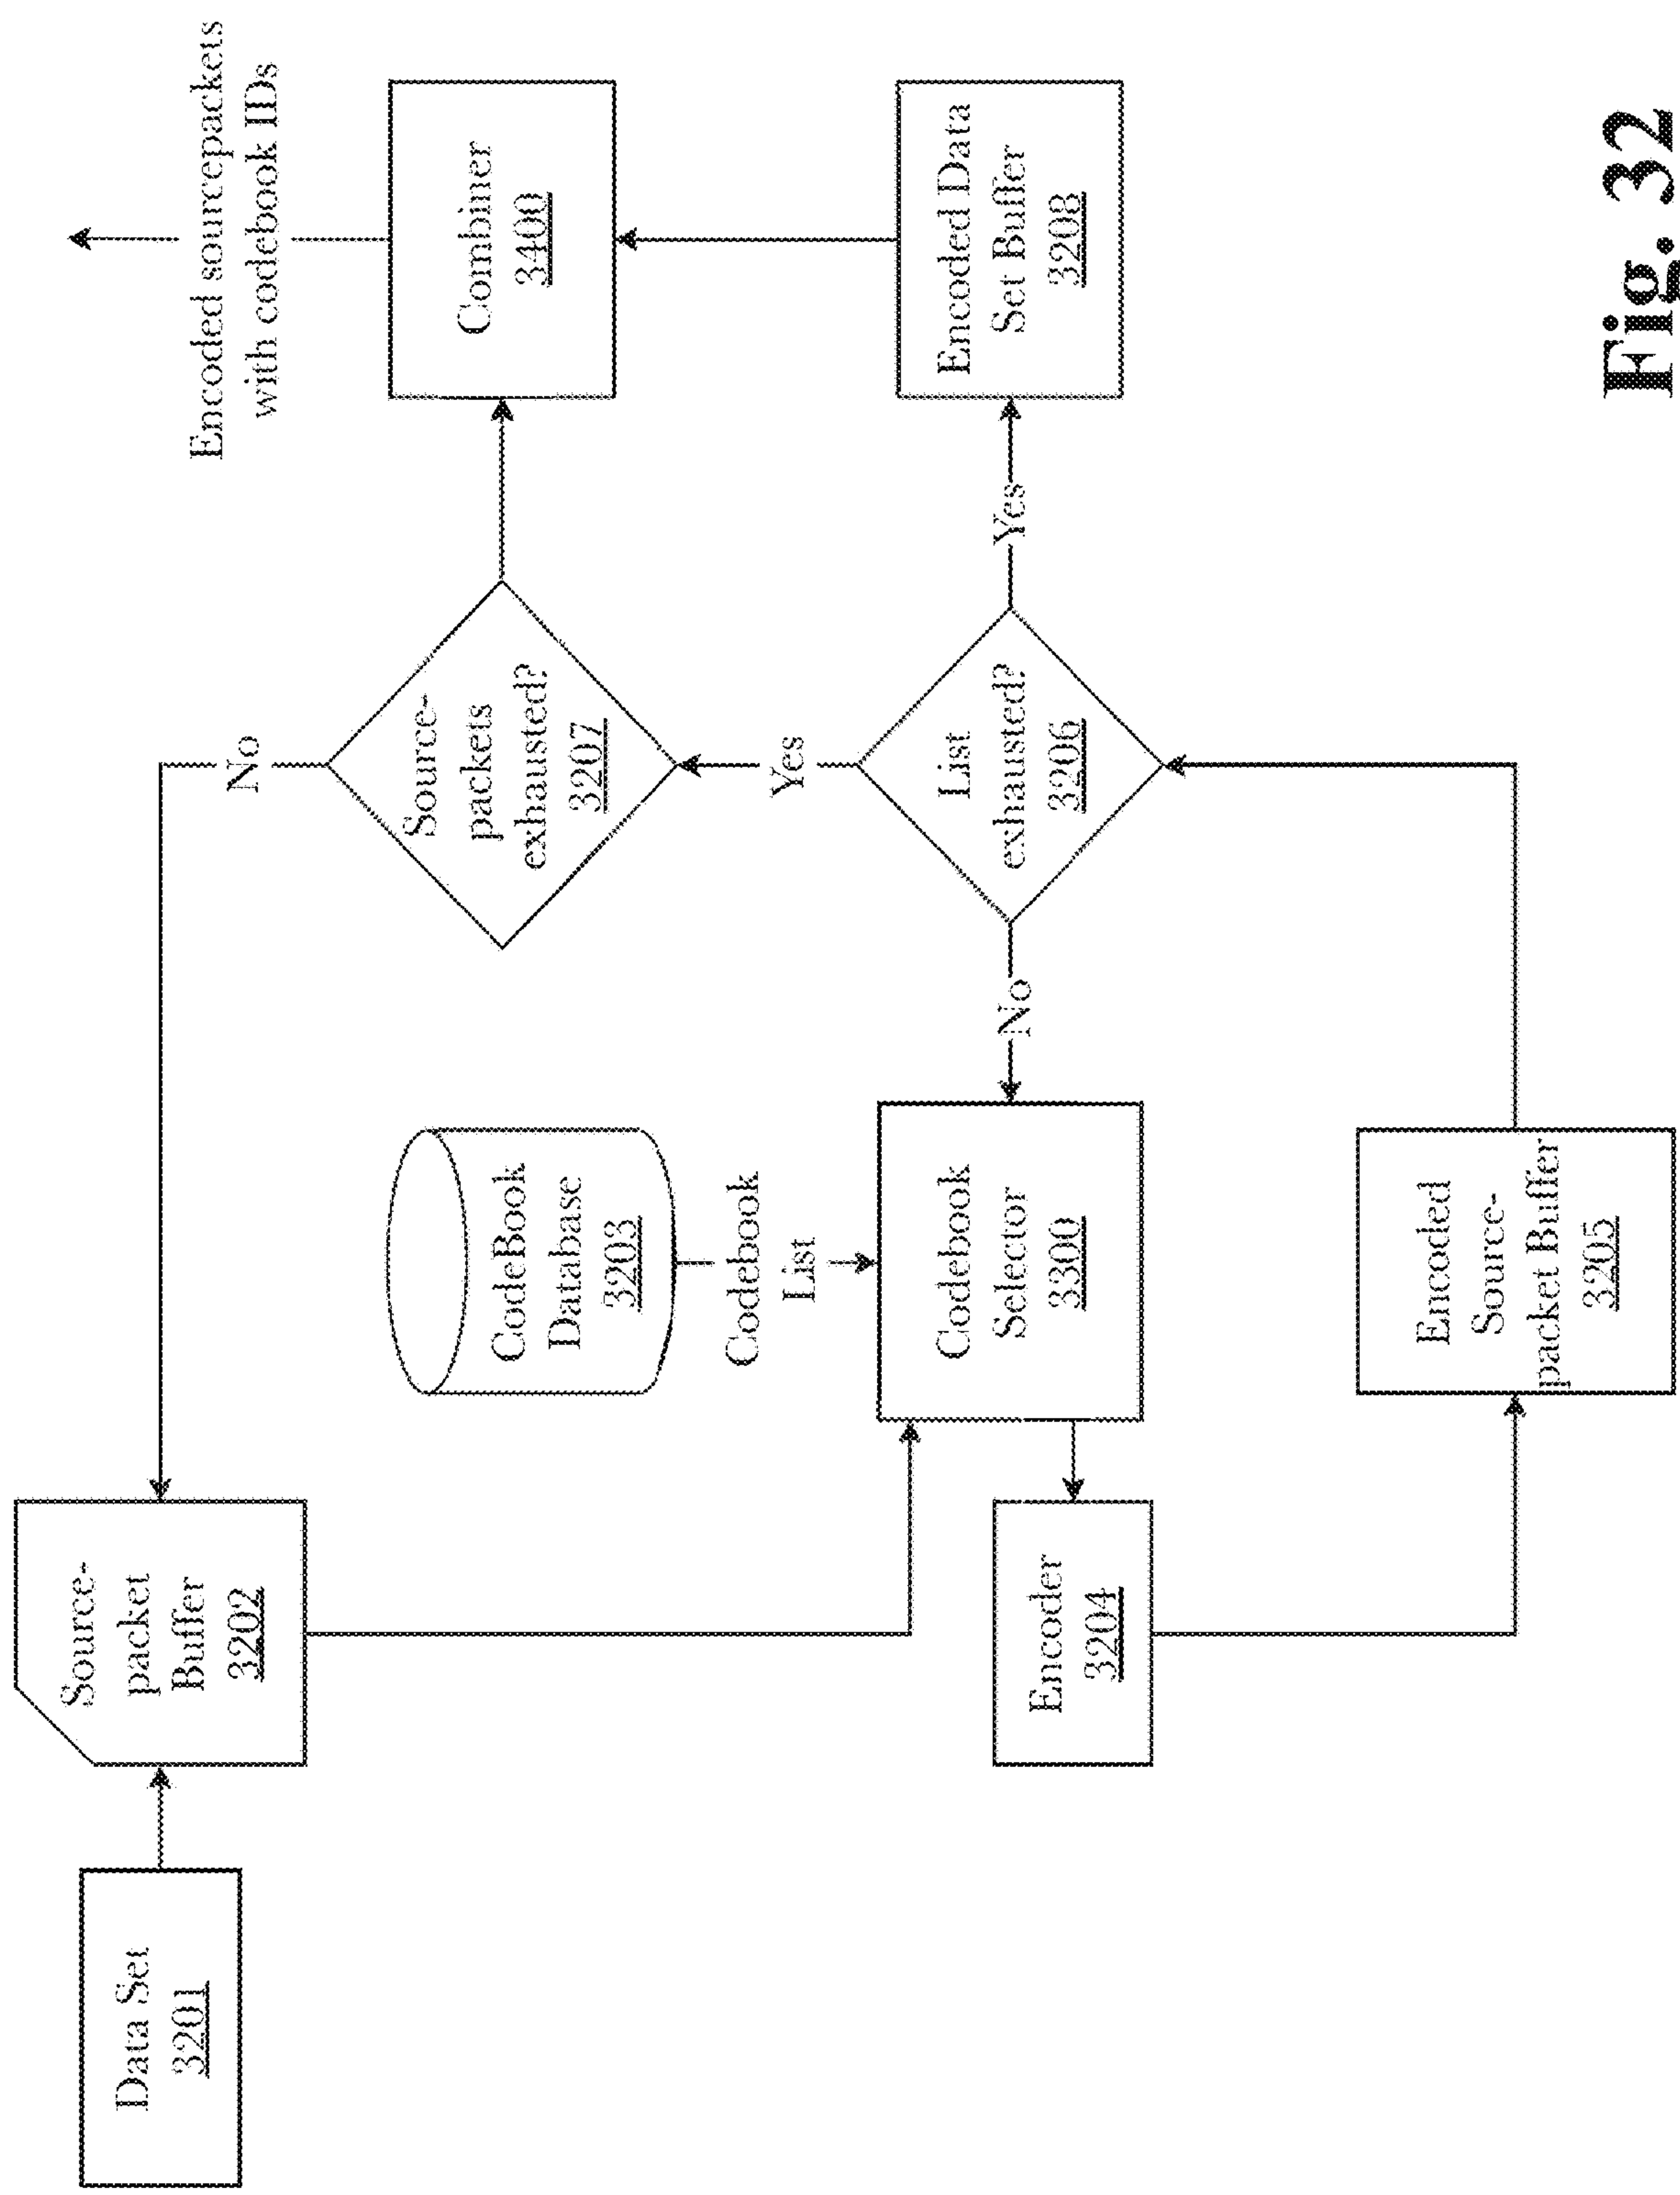 Data Set
3201
Source-
packet
Buffer
3202
No
Encoded sourcepackets
with codebook IDs
CodeBook
Database
3203
Codebook
List
Source-
packets
exhausted?
3207
Combiner
3400
Yes
Encoder
3204
Codebook
Selector
3300
No
List
exhausted?
3206
Yes
Encoded Data
Set Buffer
3208
Encoded
Source-
packet Buffer
3205
Fig. 32